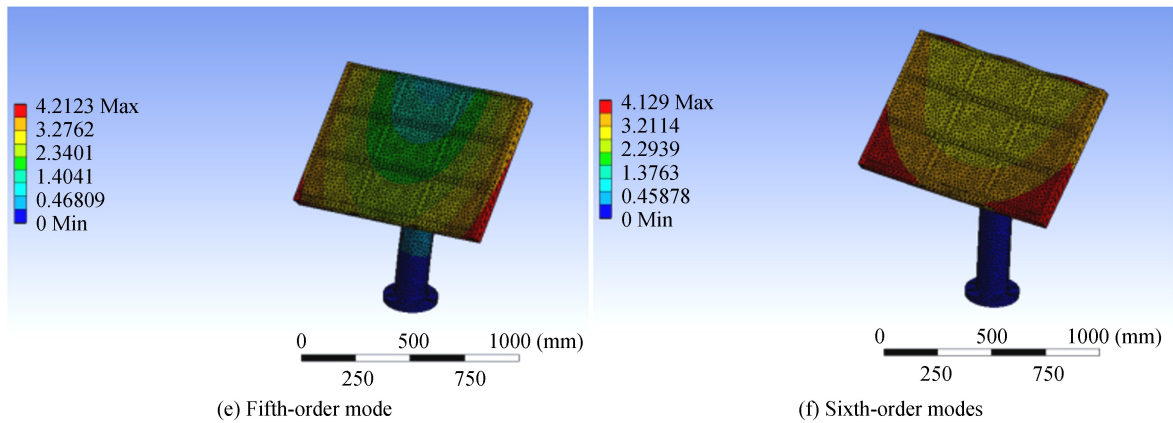 4.2123 Max
3.2762
2.3401
1.4041
0.46809
0 Min
0 500 1000 (mm)
250 750
(e) Fifth-order mode
4.129 Max
3.2114
2.2939
1.3763
0.45878
0 Min
0 500 1000 (mm)
250 750
(f) Sixth-order modes